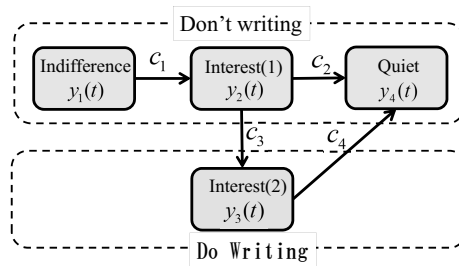 Don't writing
Indifference
y₁(t)
c₁
Interest(1)
y₂(t)
c₂
Quiet
y₄(t)
c₃
c₄
Interest(2)
y₃(t)
Do Writing